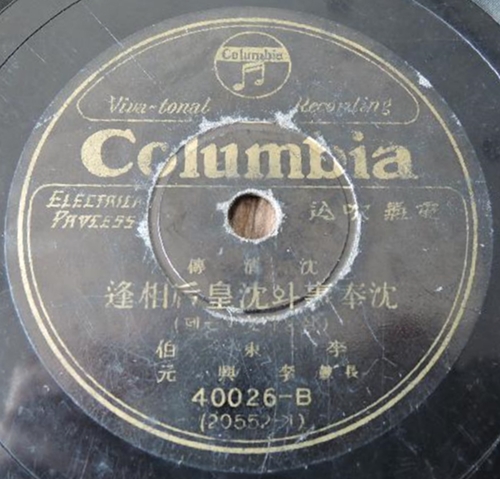 Columbia
Viva-tonal Recording
Columbia
ELECTRICAL PROCESS
電氣吹込
沈淸傳
沈奉事와沈皇后相逢
李東伯
長鼓 李興元
40026-B
(20552-1)